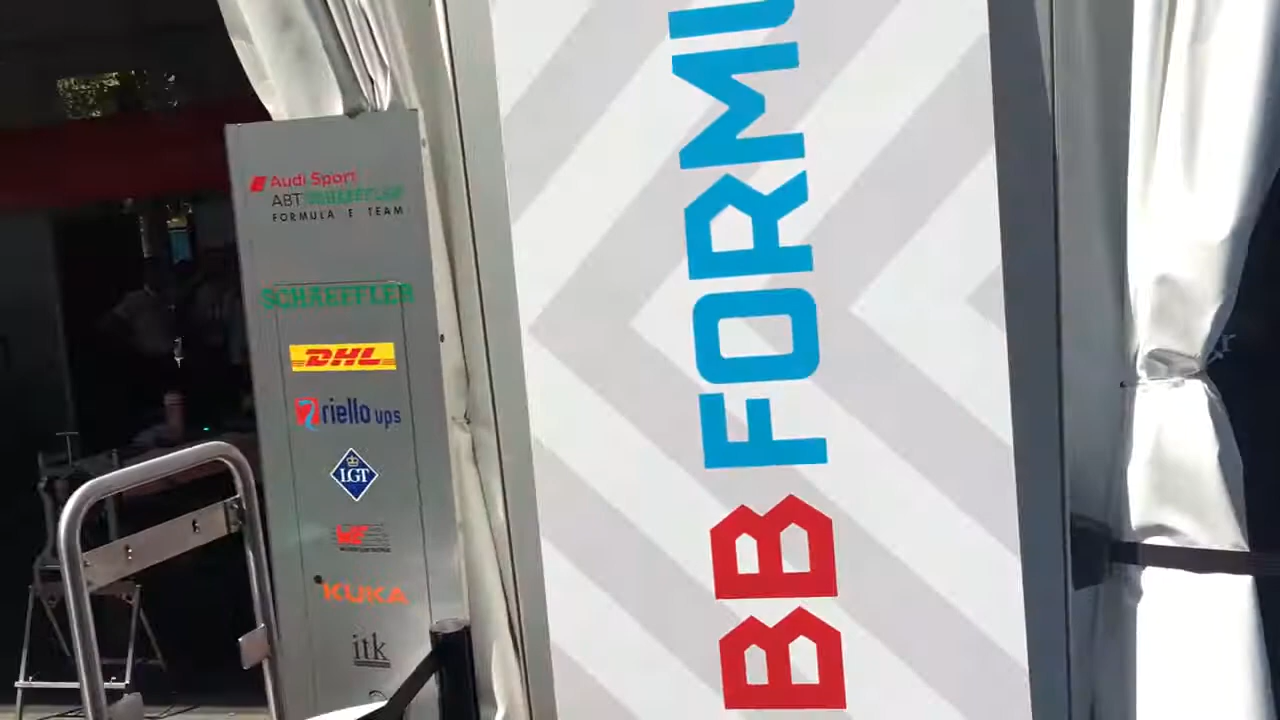 Audi Sport
ABT SCHAEFFLER
FORMULA E TEAM
SCHAEFFLER
DHL
riello ups
LGT
KUKA
itk
BB FORMU